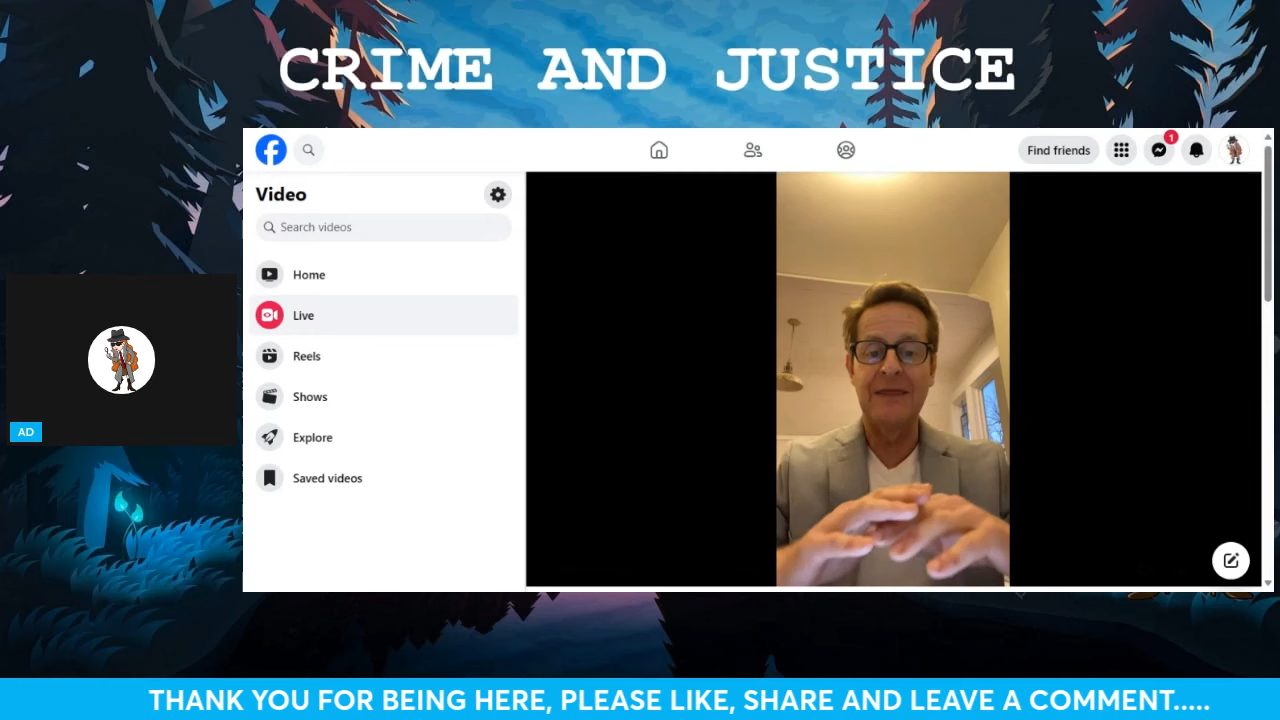 CRIME AND JUSTICE
Find friends
1
Video
Search videos
Home
Live
Reels
Shows
Explore
Saved videos
AD
THANK YOU FOR BEING HERE, PLEASE LIKE, SHARE AND LEAVE A COMMENT.....